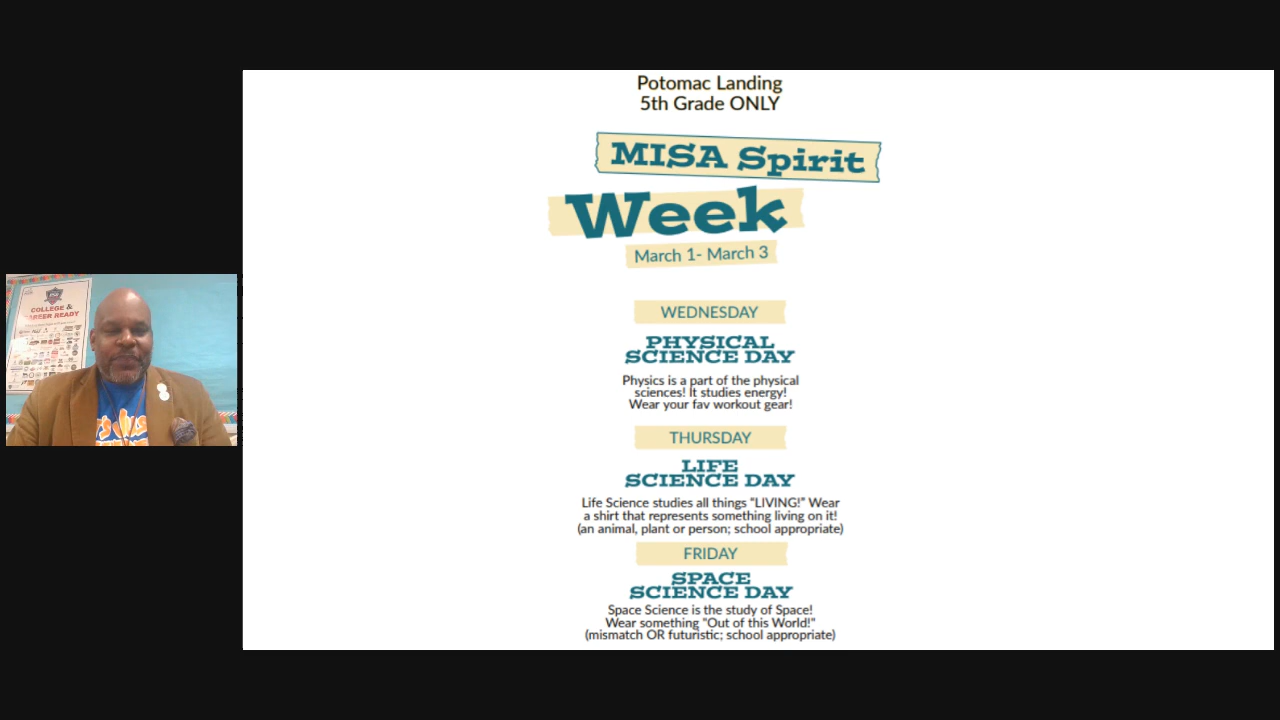 Potomac Landing
5th Grade ONLY
MISA Spirit
Week
March 1- March 3
WEDNESDAY
PHYSICAL
SCIENCE DAY
Physics is a part of the physical
sciences! It studies energy!
Wear your fav workout gear!
THURSDAY
LIFE
SCIENCE DAY
Life Science studies all things "LIVING!" Wear
a shirt that represents something living on it!
(an animal, plant or person; school appropriate)
FRIDAY
SPACE
SCIENCE DAY
Space Science is the study of Space!
Wear something "Out of this World!"
(mismatch OR futuristic; school appropriate)
COLLEGE &
CAREER READY